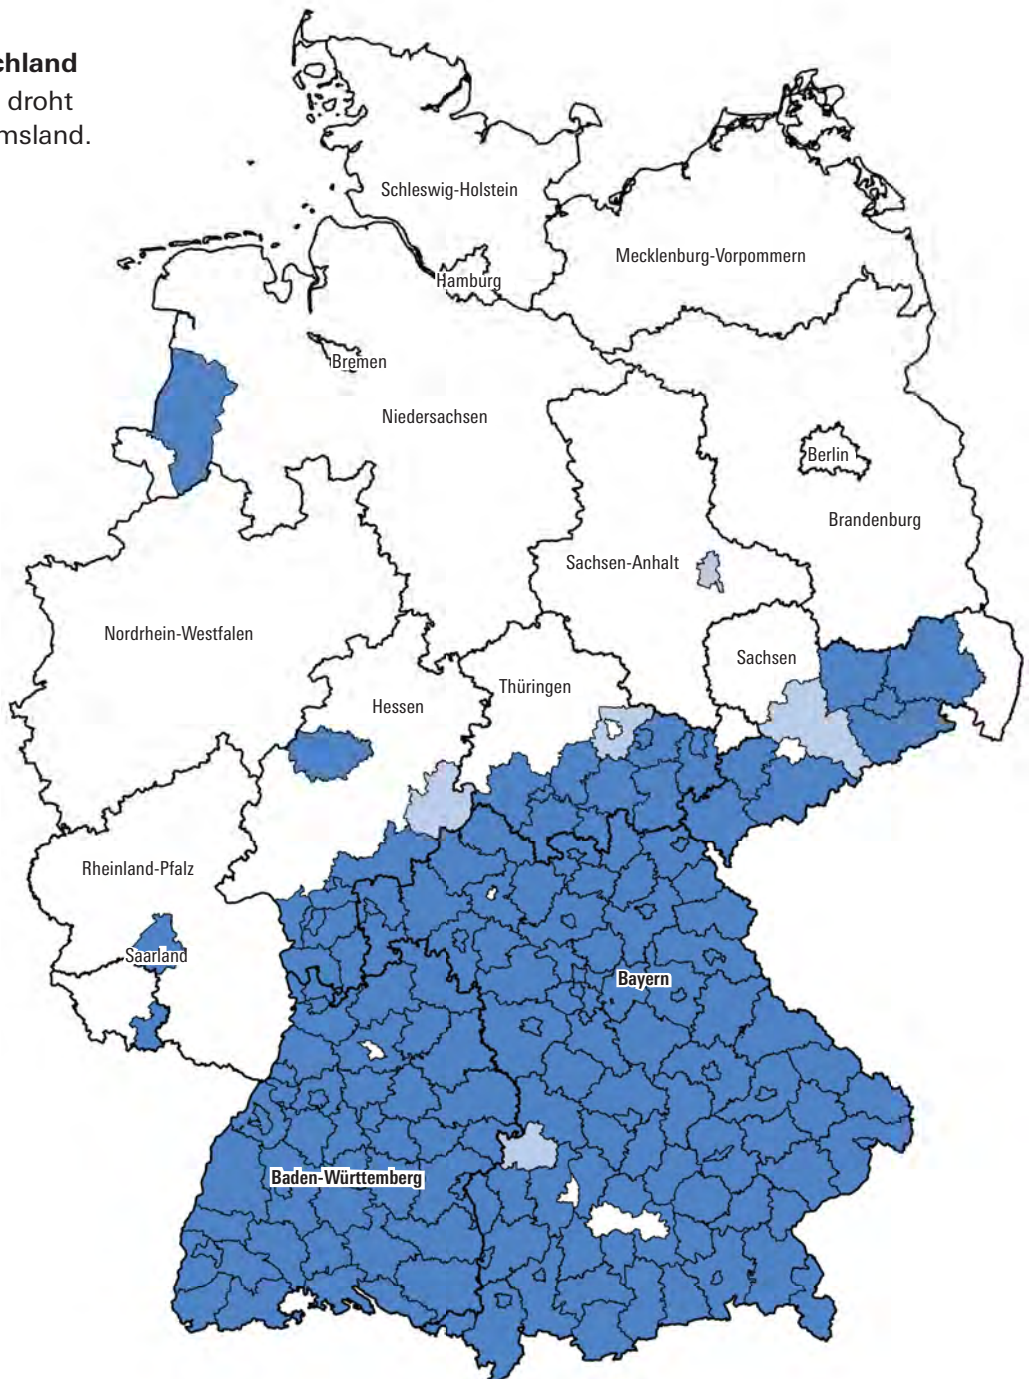 chland
droht
msland.
Schleswig-Holstein
Mecklenburg-Vorpommern
Hamburg
Bremen
Niedersachsen
Berlin
Brandenburg
Sachsen-Anhalt
Nordrhein-Westfalen
Sachsen
Thüringen
Hessen
Rheinland-Pfalz
Saarland
Bayern
Baden-Württemberg